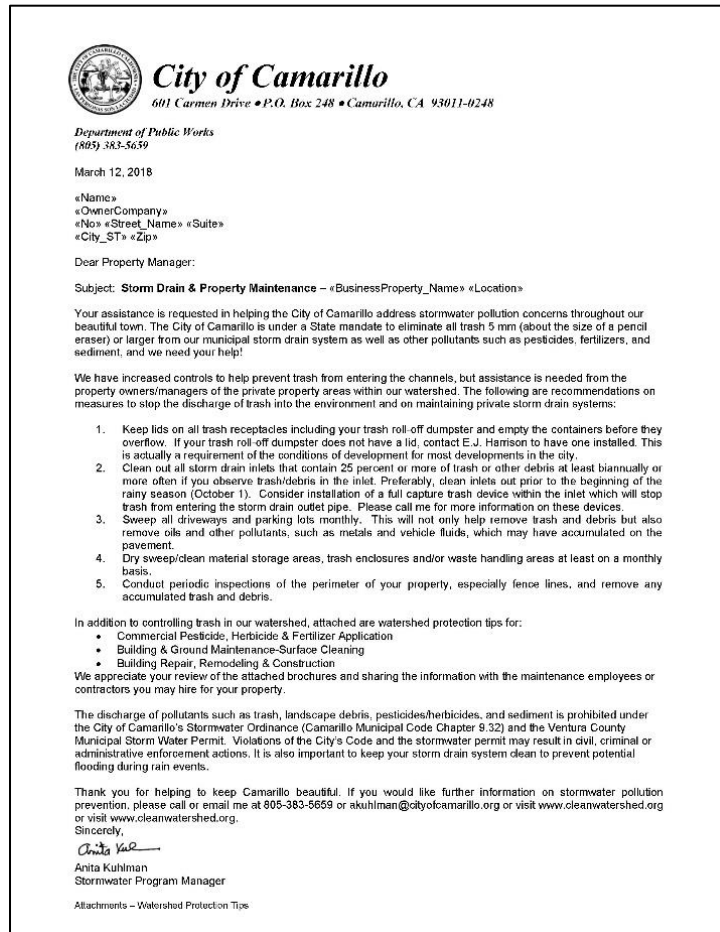 City of Camarillo
601 Carmen Drive • P.O. Box 248 • Camarillo, CA 93011-0248
Department of Public Works
(805) 383-5659
March 12, 2018
«Name»
«OwnerCompany»
«No» «Street_Name» «Suite»
«City_ST» «Zip»
Dear Property Manager:
Subject: Storm Drain & Property Maintenance – «BusinessProperty_Name» «Location»
Your assistance is requested in helping the City of Camarillo address stormwater pollution concerns throughout our
beautiful town. The City of Camarillo is under a State mandate to eliminate all trash 5 mm (about the size of a pencil
eraser) or larger from our municipal storm drain system as well as other pollutants such as pesticides, fertilizers, and
sediment, and we need your help!
We have increased controls to help prevent trash from entering the channels, but assistance is needed from the
property owners/managers of the private property areas within our watershed. The following are recommendations on
measures to stop the discharge of trash into the environment and on maintaining private storm drain systems:
1. Keep lids on all trash receptacles including your trash roll-off dumpster and empty the containers before they
overflow. If your trash roll-off dumpster does not have a lid, contact E.J. Harrison to have one installed. This
is actually a requirement of the conditions of development for most developments in the city.
2. Clean out all storm drain inlets that contain 25 percent or more of trash or other debris at least biannually or
more often if you observe trash/debris in the inlet. Preferably, clean inlets out prior to the beginning of the
rainy season (October 1). Consider installation of a full capture trash device within the inlet which will stop
trash from entering the storm drain outlet pipe. Please call me for more information on these devices.
3. Sweep all driveways and parking lots monthly. This will not only help remove trash and debris but also
remove oils and other pollutants, such as metals and vehicle fluids, which may have accumulated on the
pavement.
4. Dry sweep/clean material storage areas, trash enclosures and/or waste handling areas at least on a monthly
basis.
5. Conduct periodic inspections of the perimeter of your property, especially fence lines, and remove any
accumulated trash and debris.
In addition to controlling trash in our watershed, attached are watershed protection tips for:
• Commercial Pesticide, Herbicide & Fertilizer Application
• Building & Ground Maintenance-Surface Cleaning
• Building Repair, Remodeling & Construction
We appreciate your review of the attached brochures and sharing the information with the maintenance employees or
contractors you may hire for your property.
The discharge of pollutants such as trash, landscape debris, pesticides/herbicides, and sediment is prohibited under
the City of Camarillo's Stormwater Ordinance (Camarillo Municipal Code Chapter 9.32) and the Ventura County
Municipal Storm Water Permit. Violations of the City's Code and the stormwater permit may result in civil, criminal or
administrative enforcement actions. It is also important to keep your storm drain system clean to prevent potential
flooding during rain events.
Thank you for helping to keep Camarillo beautiful. If you would like further information on stormwater pollution
prevention, please call or email me at 805-383-5659 or akuhlman@cityofcamarillo.org or visit www.cleanwatershed.org
or visit www.cleanwatershed.org.
Sincerely,
Anita Kuhlman
Stormwater Program Manager
Attachments – Watershed Protection Tips